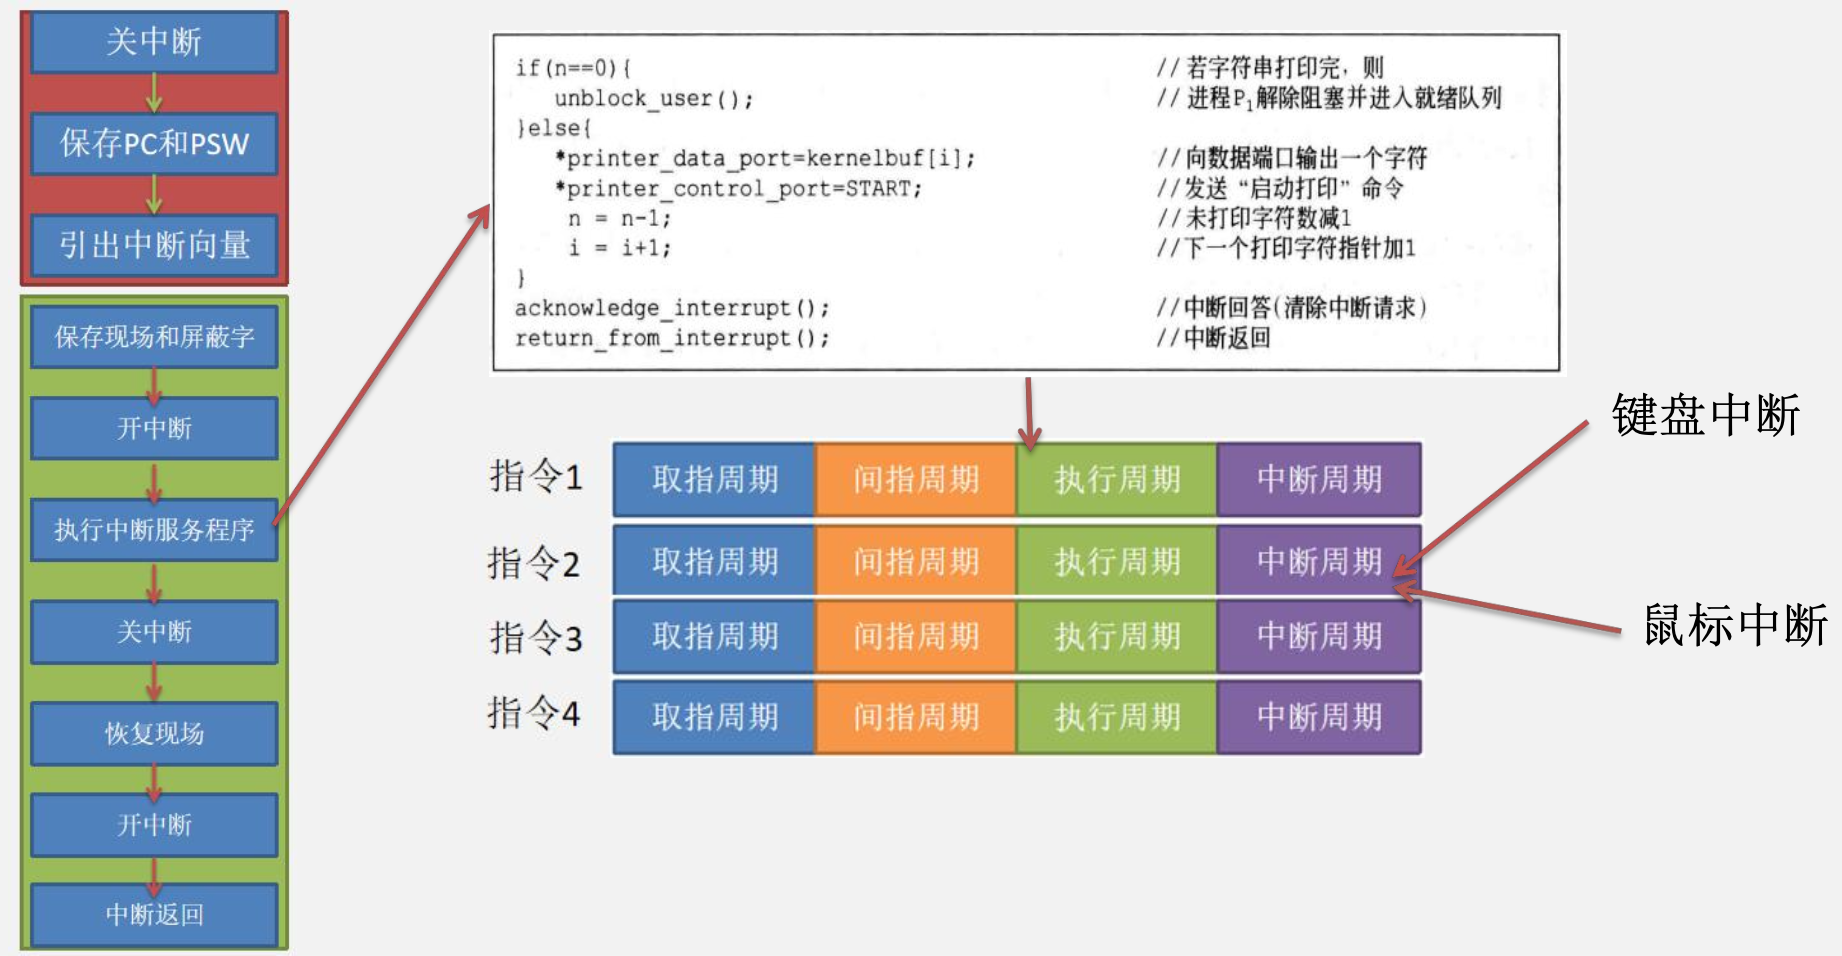 关中断
保存PC和PSW
引出中断向量
保存现场和屏蔽字
开中断
执行中断服务程序
关中断
恢复现场
开中断
中断返回
if(n==0){ //若字符串打印完，则
unblock_user(); //进程P₁解除阻塞并进入就绪队列
}else{
*printer_data_port=kernelbuf[i]; //向数据端口输出一个字符
*printer_control_port=START; //发送“启动打印”命令
n = n-1; //未打印字符数减1
i = i+1; //下一个打印字符指针加1
}
acknowledge_interrupt(); //中断回答(清除中断请求)
return_from_interrupt(); //中断返回
指令1 取指周期 间指周期 执行周期 中断周期
指令2 取指周期 间指周期 执行周期 中断周期
指令3 取指周期 间指周期 执行周期 中断周期
指令4 取指周期 间指周期 执行周期 中断周期
键盘中断
鼠标中断